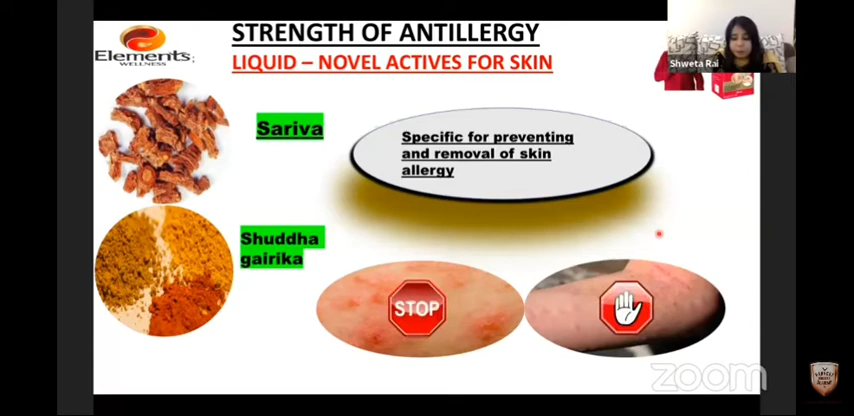 STRENGTH OF ANTILLERGY
LIQUID – NOVEL ACTIVES FOR SKIN
Elements
WELLNESS
Shweta Rai
Sariva
Specific for preventing
and removal of skin
allergy
Shuddha
gairika
STOP
zoom